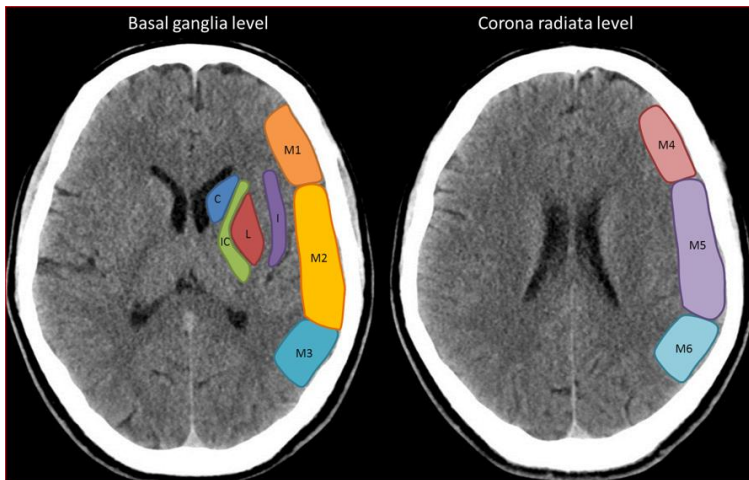 Basal ganglia level
Corona radiata level
M1
M4
C
I
IC
L
M5
M2
M3
M6